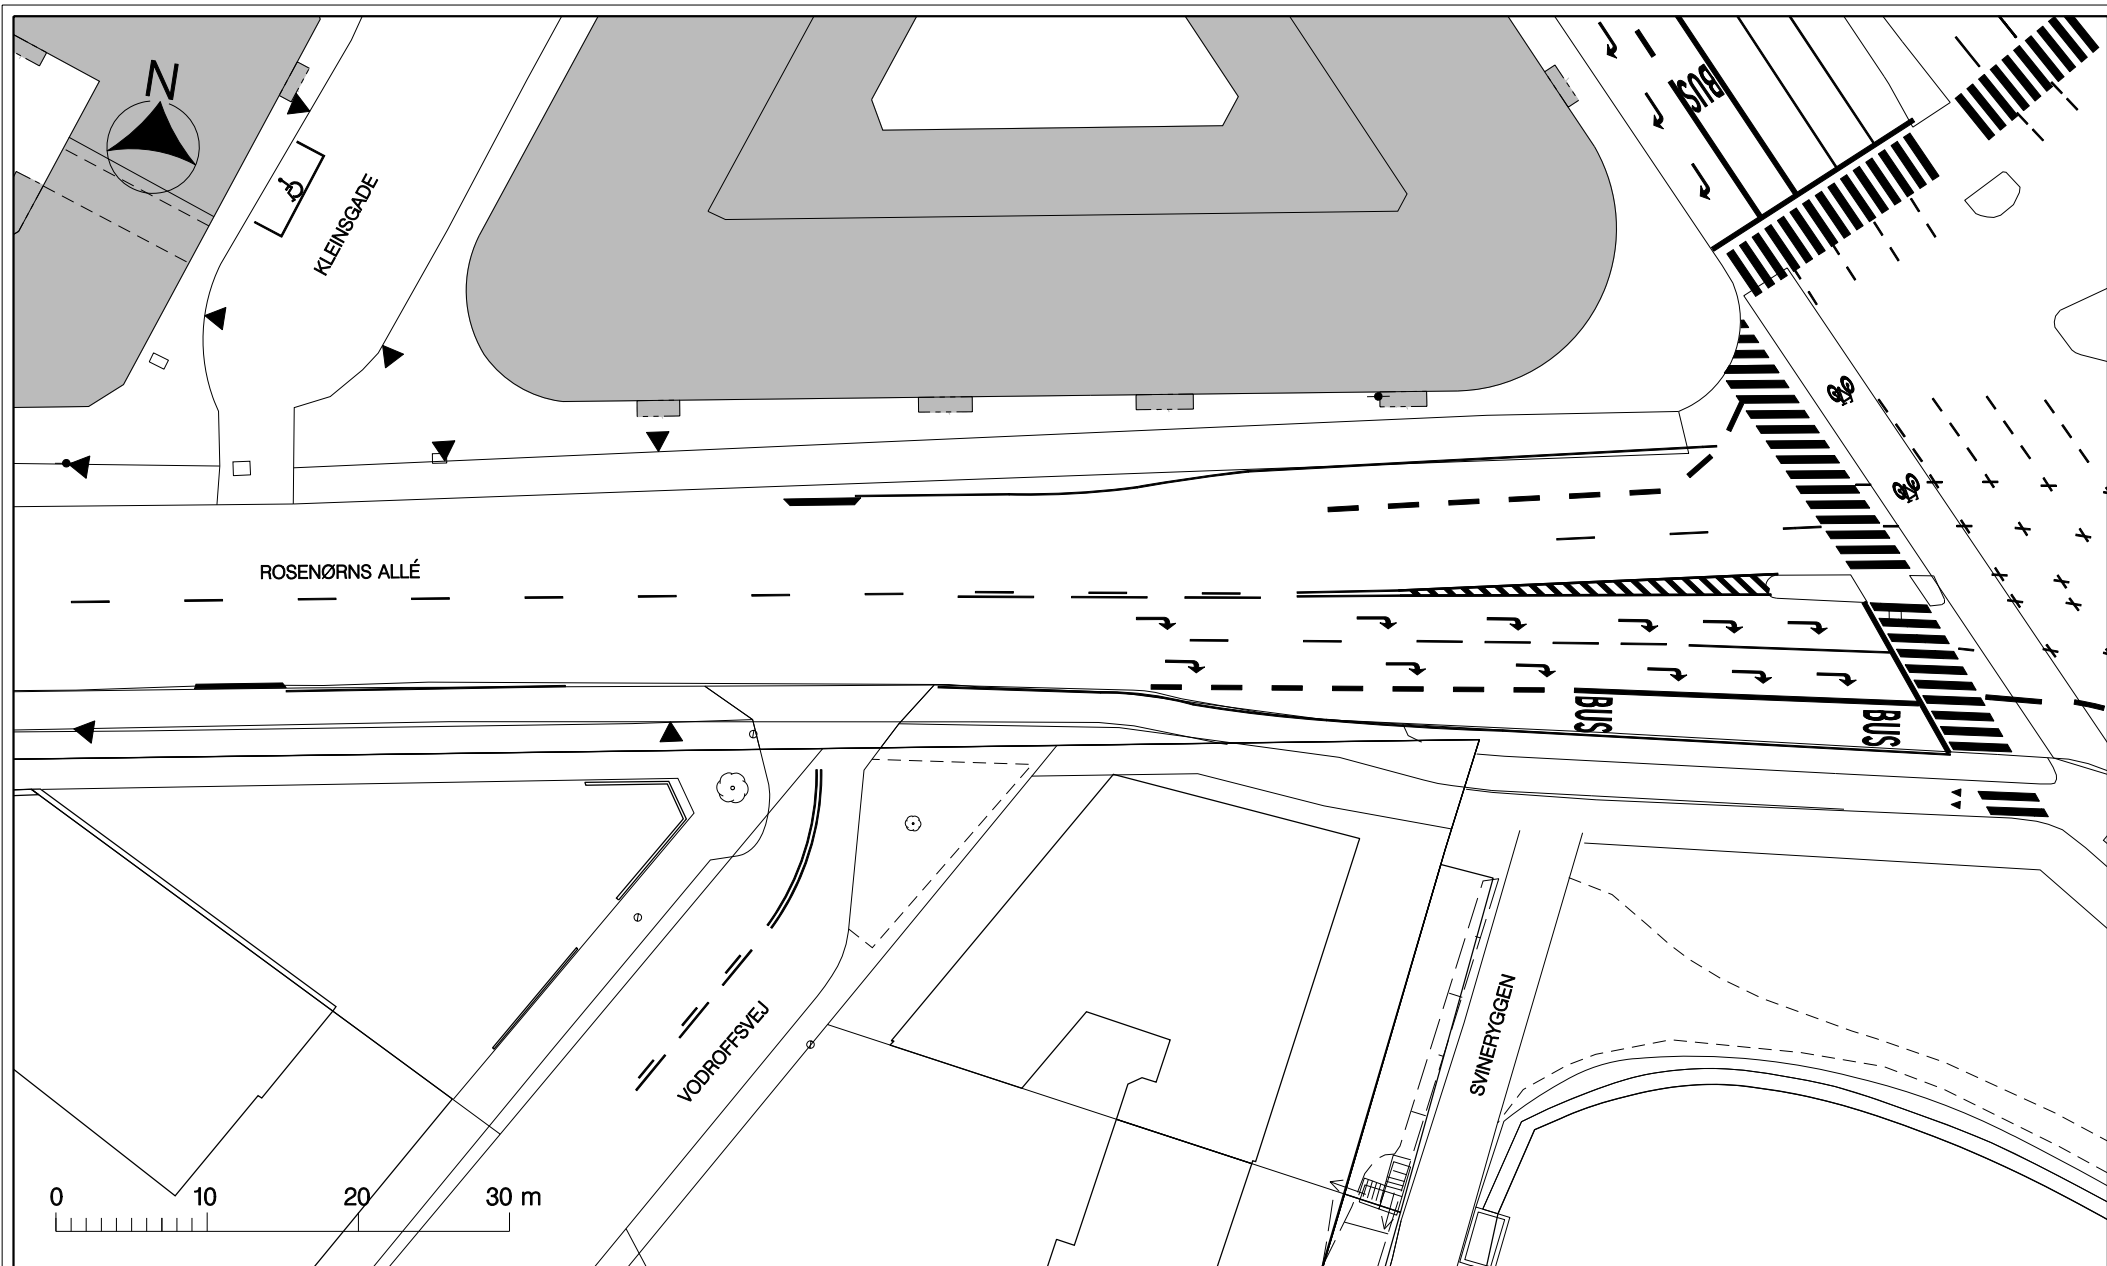 N
BUS
KLEINSGADE
ROSENØRNS ALLÉ
BUS
BUS
VODROFFSVEJ
SVINERYGGEN
0 10 20 30 m